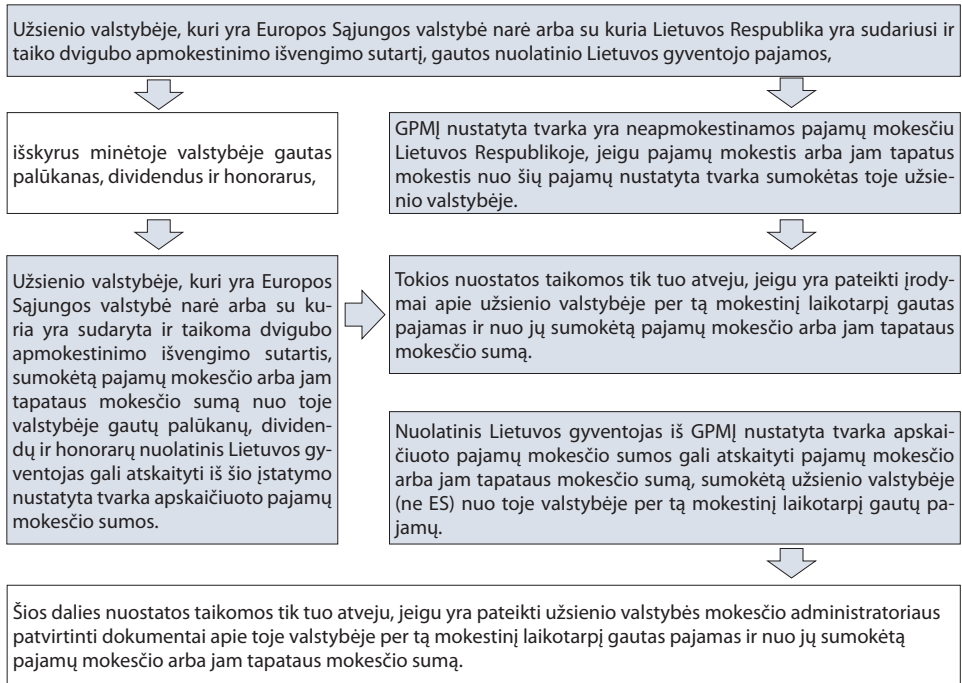 Užsienio valstybėje, kuri yra Europos Sąjungos valstybė narė arba su kuria Lietuvos Respublika yra sudariusi ir
taiko dvigubo apmokestinimo išvengimo sutartį, gautos nuolatinio Lietuvos gyventojo pajamos,
išskyrus minėtoje valstybėje gautas
palūkanas, dividendus ir honorarus,
GPMĮ nustatyta tvarka yra neapmokestinamos pajamų mokesčiu
Lietuvos Respublikoje, jeigu pajamų mokestis arba jam tapatus
mokestis nuo šių pajamų nustatyta tvarka sumokėtas toje užsie-
nio valstybėje.
Užsienio valstybėje, kuri yra Europos
Sąjungos valstybė narė arba su ku-
ria yra sudaryta ir taikoma dvigubo
apmokestinimo išvengimo sutartis,
sumokėtą pajamų mokesčio arba jam
tapataus mokesčio sumą nuo toje
valstybėje gautų palūkanų, dividen-
dų ir honorarų nuolatinis Lietuvos gy-
ventojas gali atskaityti iš šio įstatymo
nustatyta tvarka apskaičiuoto pajamų
mokesčio sumos.
Tokios nuostatos taikomos tik tuo atveju, jeigu yra pateikti įrody-
mai apie užsienio valstybėje per tą mokestinį laikotarpį gautas
pajamas ir nuo jų sumokėtą pajamų mokesčio arba jam tapataus
mokesčio sumą.
Nuolatinis Lietuvos gyventojas iš GPMĮ nustatyta tvarka apskai-
čiuoto pajamų mokesčio sumos gali atskaityti pajamų mokesčio
arba jam tapataus mokesčio sumą, sumokėtą užsienio valstybėje
(ne ES) nuo toje valstybėje per tą mokestinį laikotarpį gautų pa-
jamų.
Šios dalies nuostatos taikomos tik tuo atveju, jeigu yra pateikti užsienio valstybės mokesčio administratoriaus
patvirtinti dokumentai apie toje valstybėje per tą mokestinį laikotarpį gautas pajamas ir nuo jų sumokėtą
pajamų mokesčio arba jam tapataus mokesčio sumą.